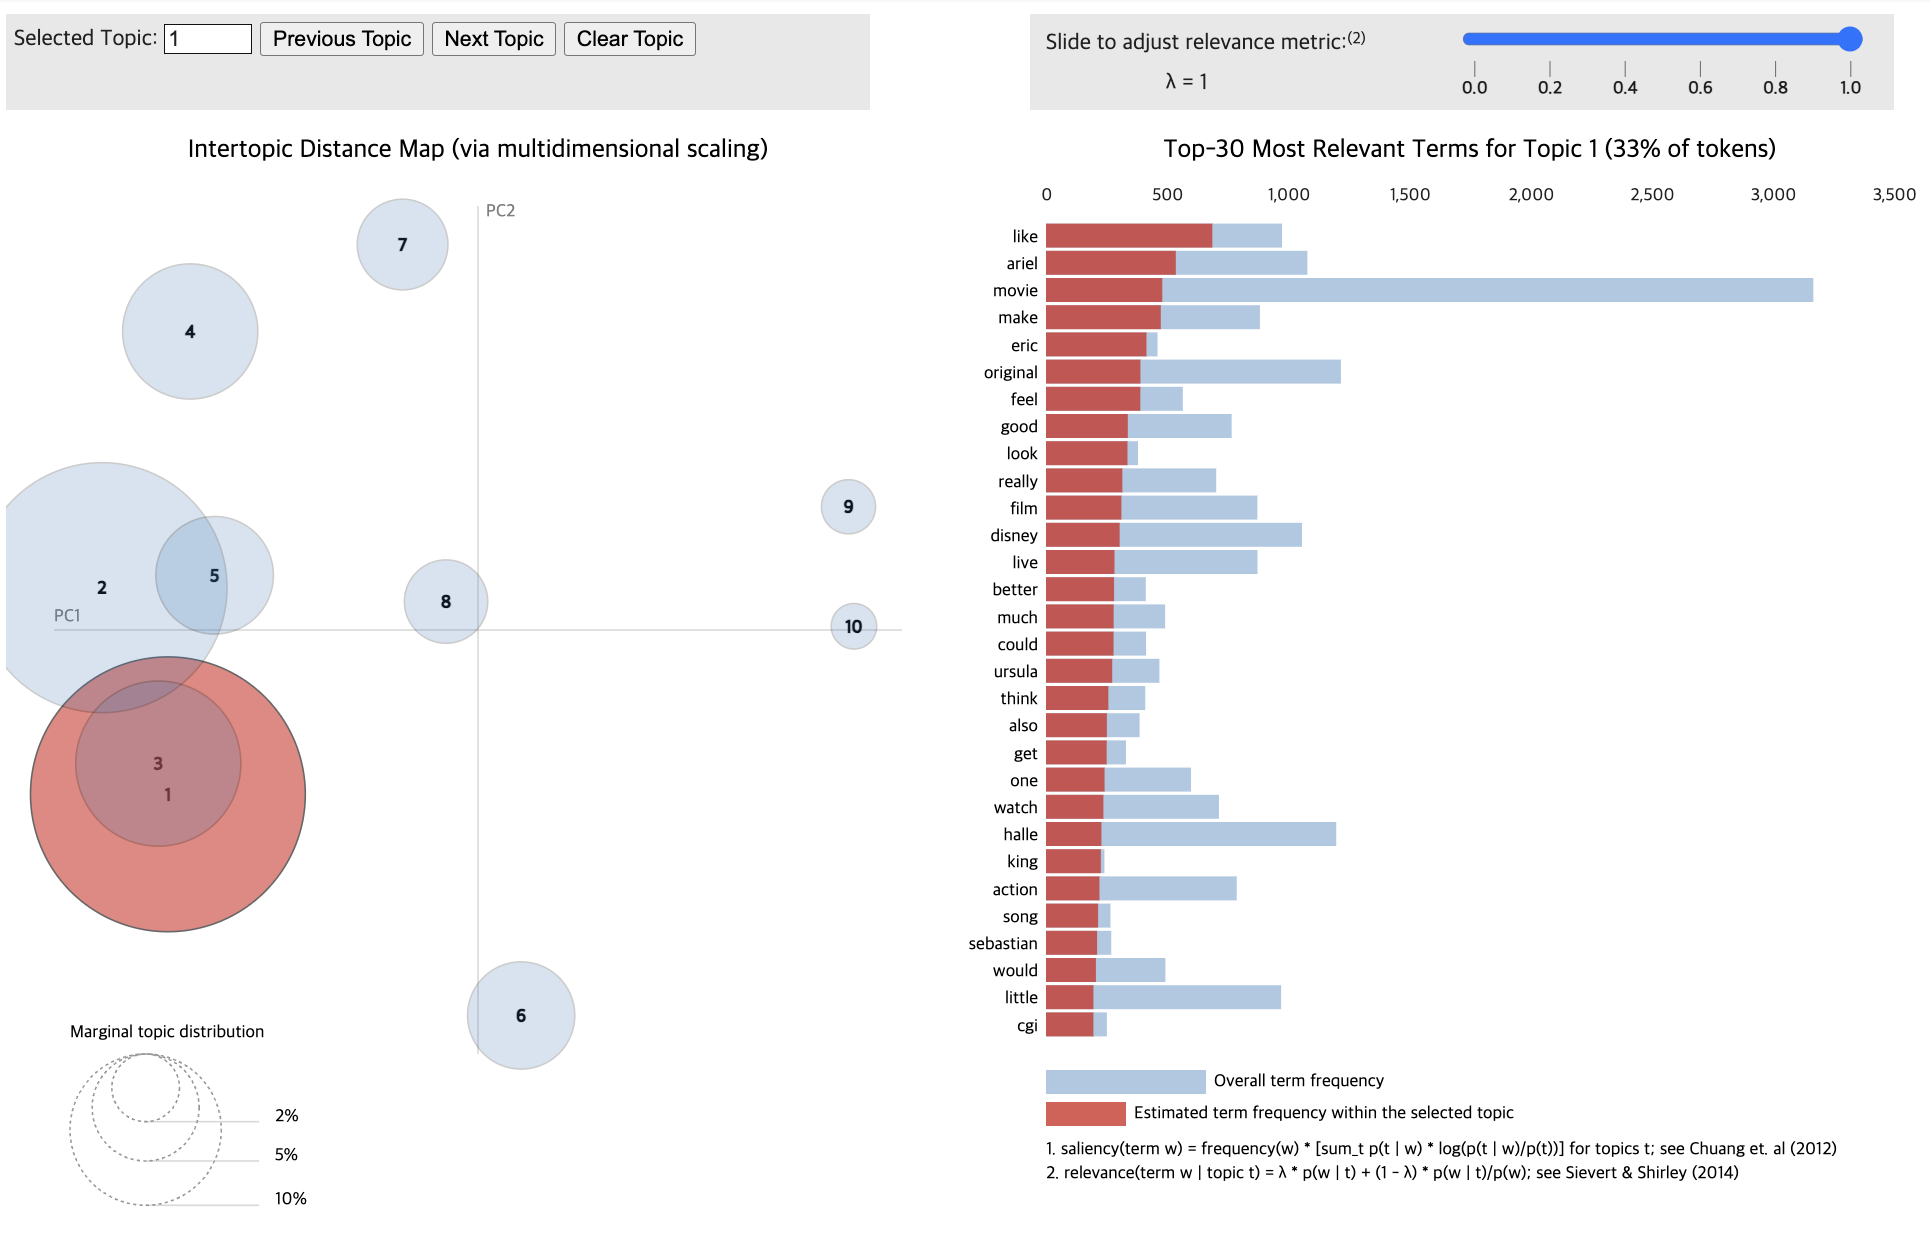 Selected Topic: 1 Previous Topic Next Topic Clear Topic
Slide to adjust relevance metric:(2)
λ = 1
0.0 0.2 0.4 0.6 0.8 1.0
Intertopic Distance Map (via multidimensional scaling)
PC2
7
4
9
5
2
8
PC1
10
3
1
6
Marginal topic distribution
2%
5%
10%
Top-30 Most Relevant Terms for Topic 1 (33% of tokens)
0 500 1,000 1,500 2,000 2,500 3,000 3,500
like
ariel
movie
make
eric
original
feel
good
look
really
film
disney
live
better
much
could
ursula
think
also
get
one
watch
halle
king
action
song
sebastian
would
little
cgi
Overall term frequency
Estimated term frequency within the selected topic
1. saliency(term w) = frequency(w) * [sum_t p(t | w) * log(p(t | w)/p(t))] for topics t; see Chuang et. al (2012)
2. relevance(term w | topic t) = λ * p(w | t) + (1 - λ) * p(w | t)/p(w); see Sievert & Shirley (2014)